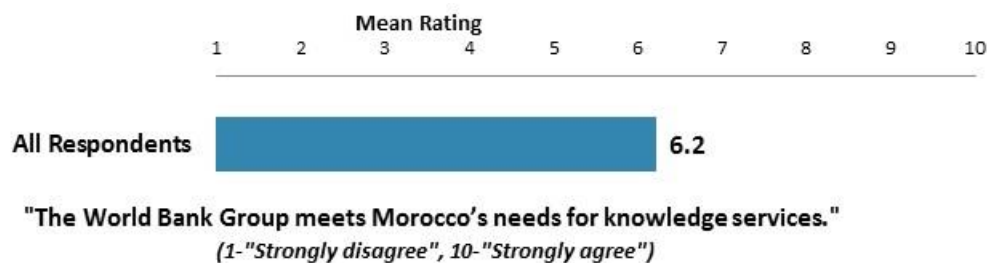 Mean Rating
1 2 3 4 5 6 7 8 9 10
All Respondents 6.2
"The World Bank Group meets Morocco’s needs for knowledge services."
(1-"Strongly disagree", 10-"Strongly agree")